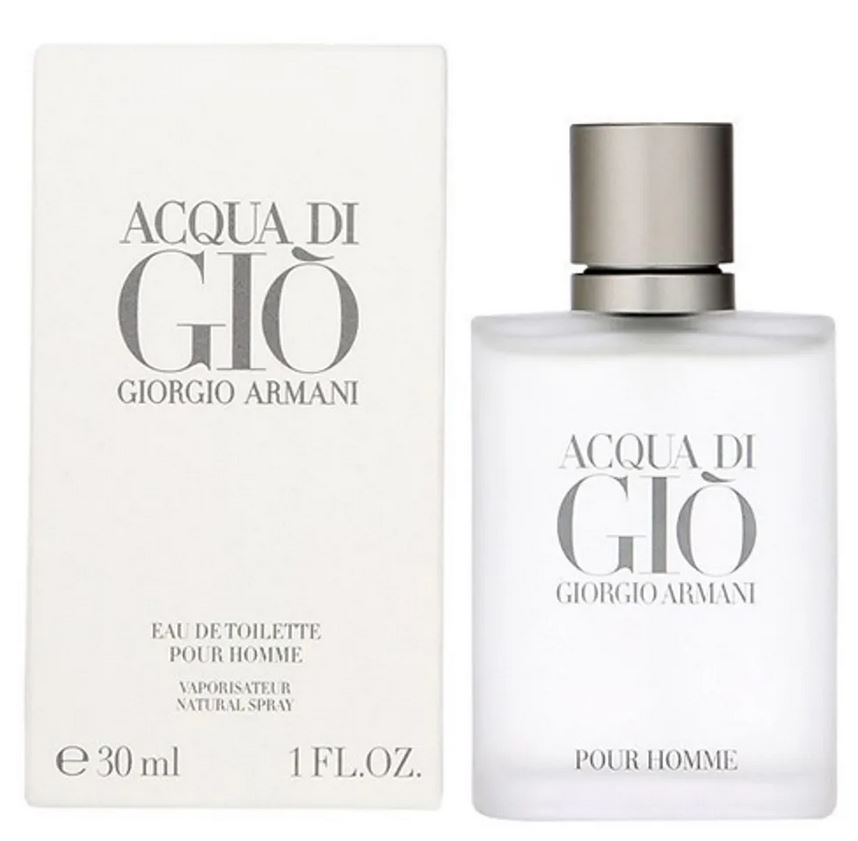 ACQUA DI
GIÒ
GIORGIO ARMANI
EAU DE TOILETTE
POUR HOMME
VAPORISATEUR
NATURAL SPRAY
℮ 30 ml 1 FL.OZ.
ACQUA DI
GIÒ
GIORGIO ARMANI
POUR HOMME